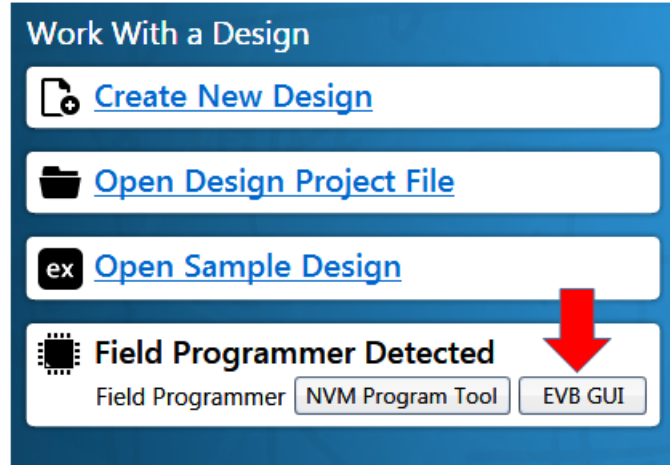 Work With a Design
Create New Design
Open Design Project File
ex Open Sample Design
Field Programmer Detected
Field Programmer NVM Program Tool EVB GUI